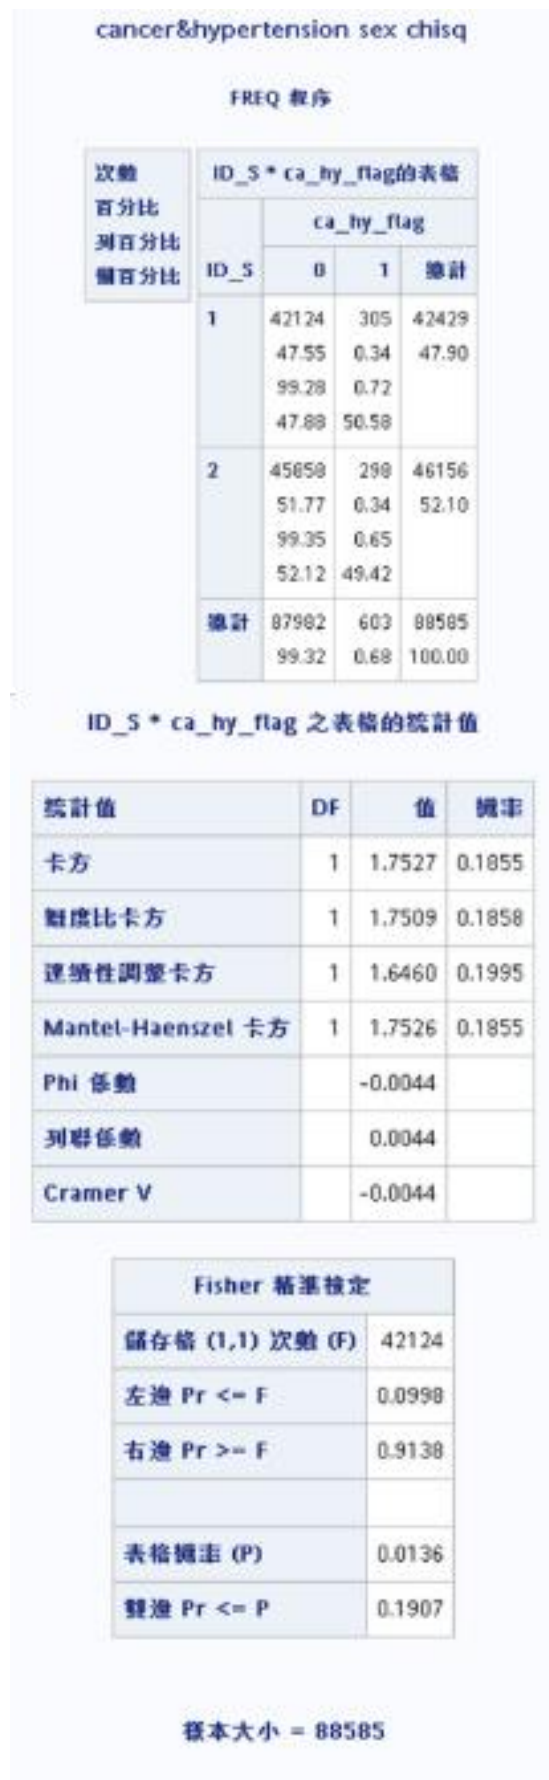 cancer&hypertension sex chisq
FREQ 程序
次數
百分比
列百分比
欄百分比
ID_S * ca_hy_flag的表格
ca_hy_flag
ID_S 0 1 總計
1 42124 305 42429
47.55 0.34 47.90
99.28 0.72
47.88 50.58
2 45858 298 46156
51.77 0.34 52.10
99.35 0.65
52.12 49.42
總計 87982 603 88585
99.32 0.68 100.00
ID_S * ca_hy_flag 之表格的統計值
統計值 DF 值 機率
卡方 1 1.7527 0.1855
概度比卡方 1 1.7509 0.1858
連續性調整卡方 1 1.6460 0.1995
Mantel-Haenszel 卡方 1 1.7526 0.1855
Phi 係數 -0.0044
列聯係數 0.0044
Cramer V -0.0044
Fisher 精準檢定
儲存格 (1,1) 次數 (F) 42124
左邊 Pr <= F 0.0998
右邊 Pr >= F 0.9138
表格機率 (P) 0.0136
雙邊 Pr <= P 0.1907
樣本大小 = 88585